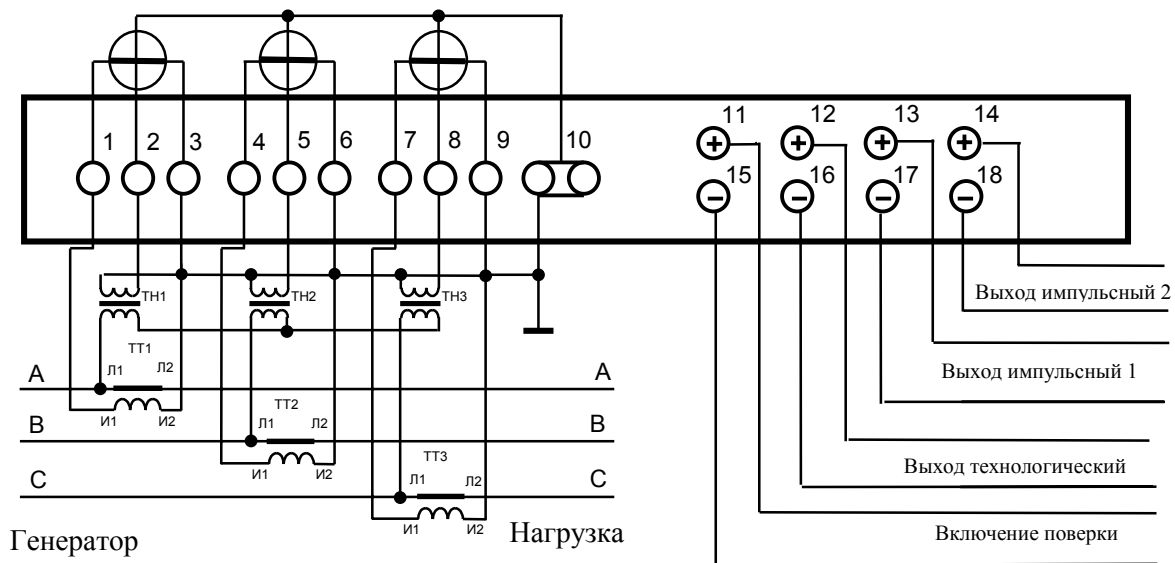 1 2 3 4 5 6 7 8 9 10 11 12 13 14
+ + + +
15 16 17 18
− − − −
ТН1 ТН2 ТН3
Выход импульсный 2
ТТ1
Л1 Л2
A A
И1 И2
Выход импульсный 1
ТТ2
Л1 Л2
B B
И1 И2
ТТ3
Л1 Л2
C C
И1 И2
Выход технологический
Генератор Нагрузка
Включение поверки